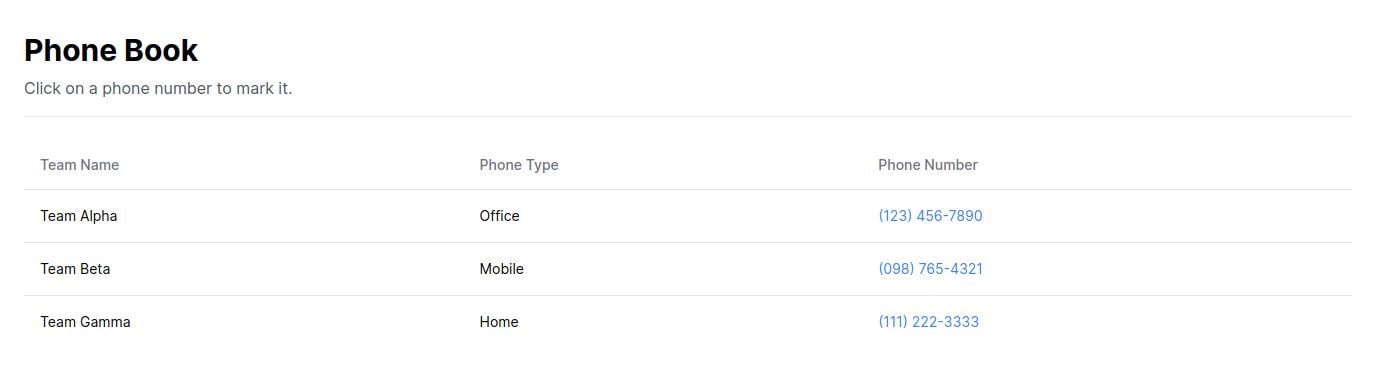 Phone Book
Click on a phone number to mark it.
Team Name Phone Type Phone Number
Team Alpha Office (123) 456-7890
Team Beta Mobile (098) 765-4321
Team Gamma Home (111) 222-3333